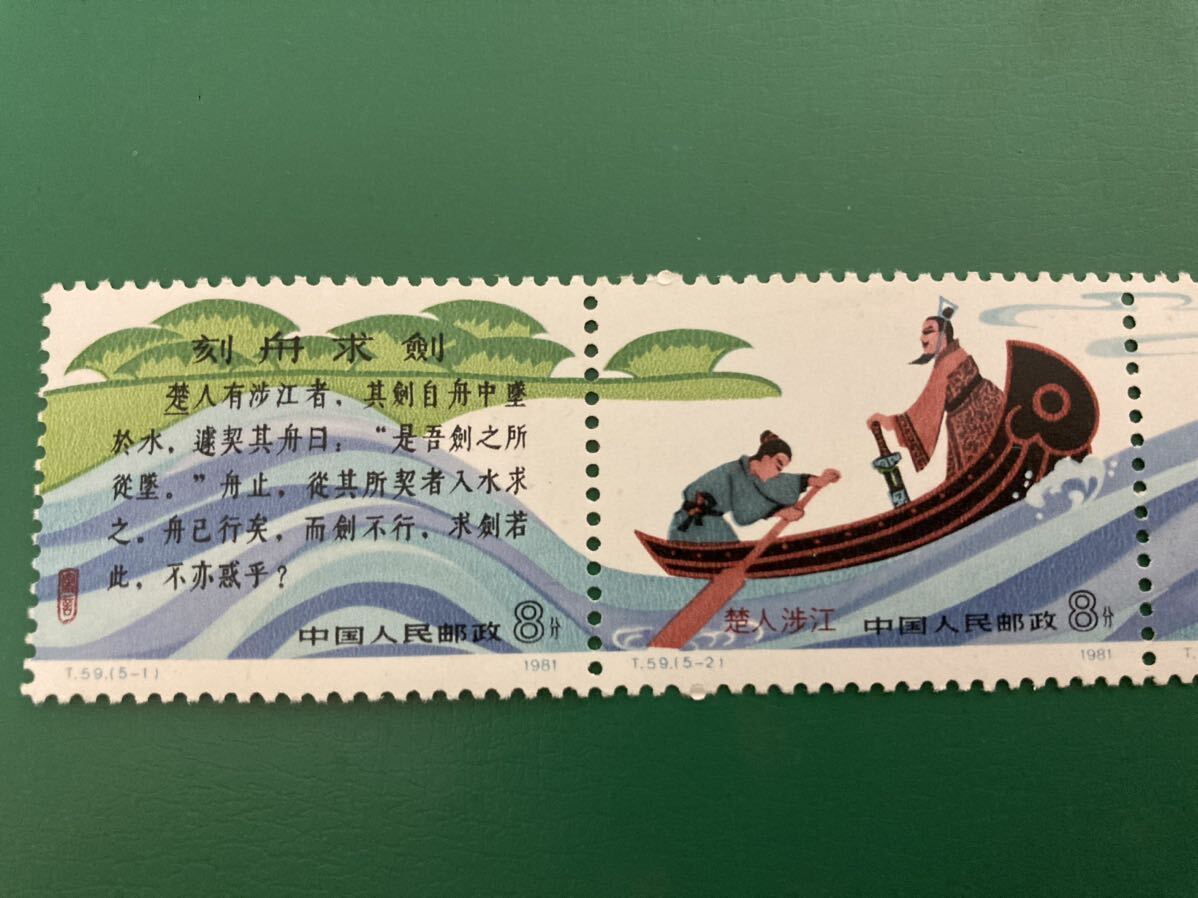 刻舟求劍
楚人有涉江者，其劍自舟中墜
於水，遽契其舟曰："是吾劍之所
從墜。"舟止，從其所契者入水求
之。舟已行矣，而劍不行，求劍若
此，不亦惑乎？
寓言
中国人民邮政 8分
T.59.(5-1) 1981
楚人涉江 中国人民邮政 8分
T.59.(5-2) 1981
T.